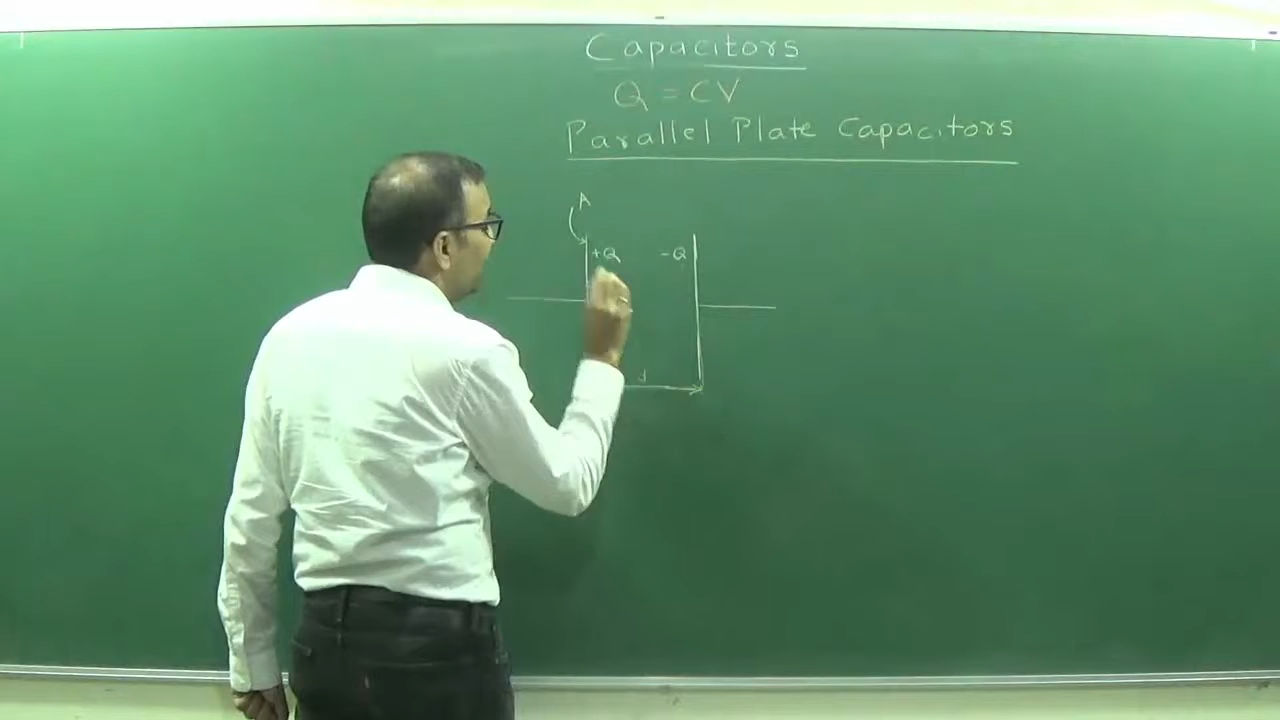 Capacitors
Q = CV
Parallel Plate Capacitors
A
+Q -Q
d